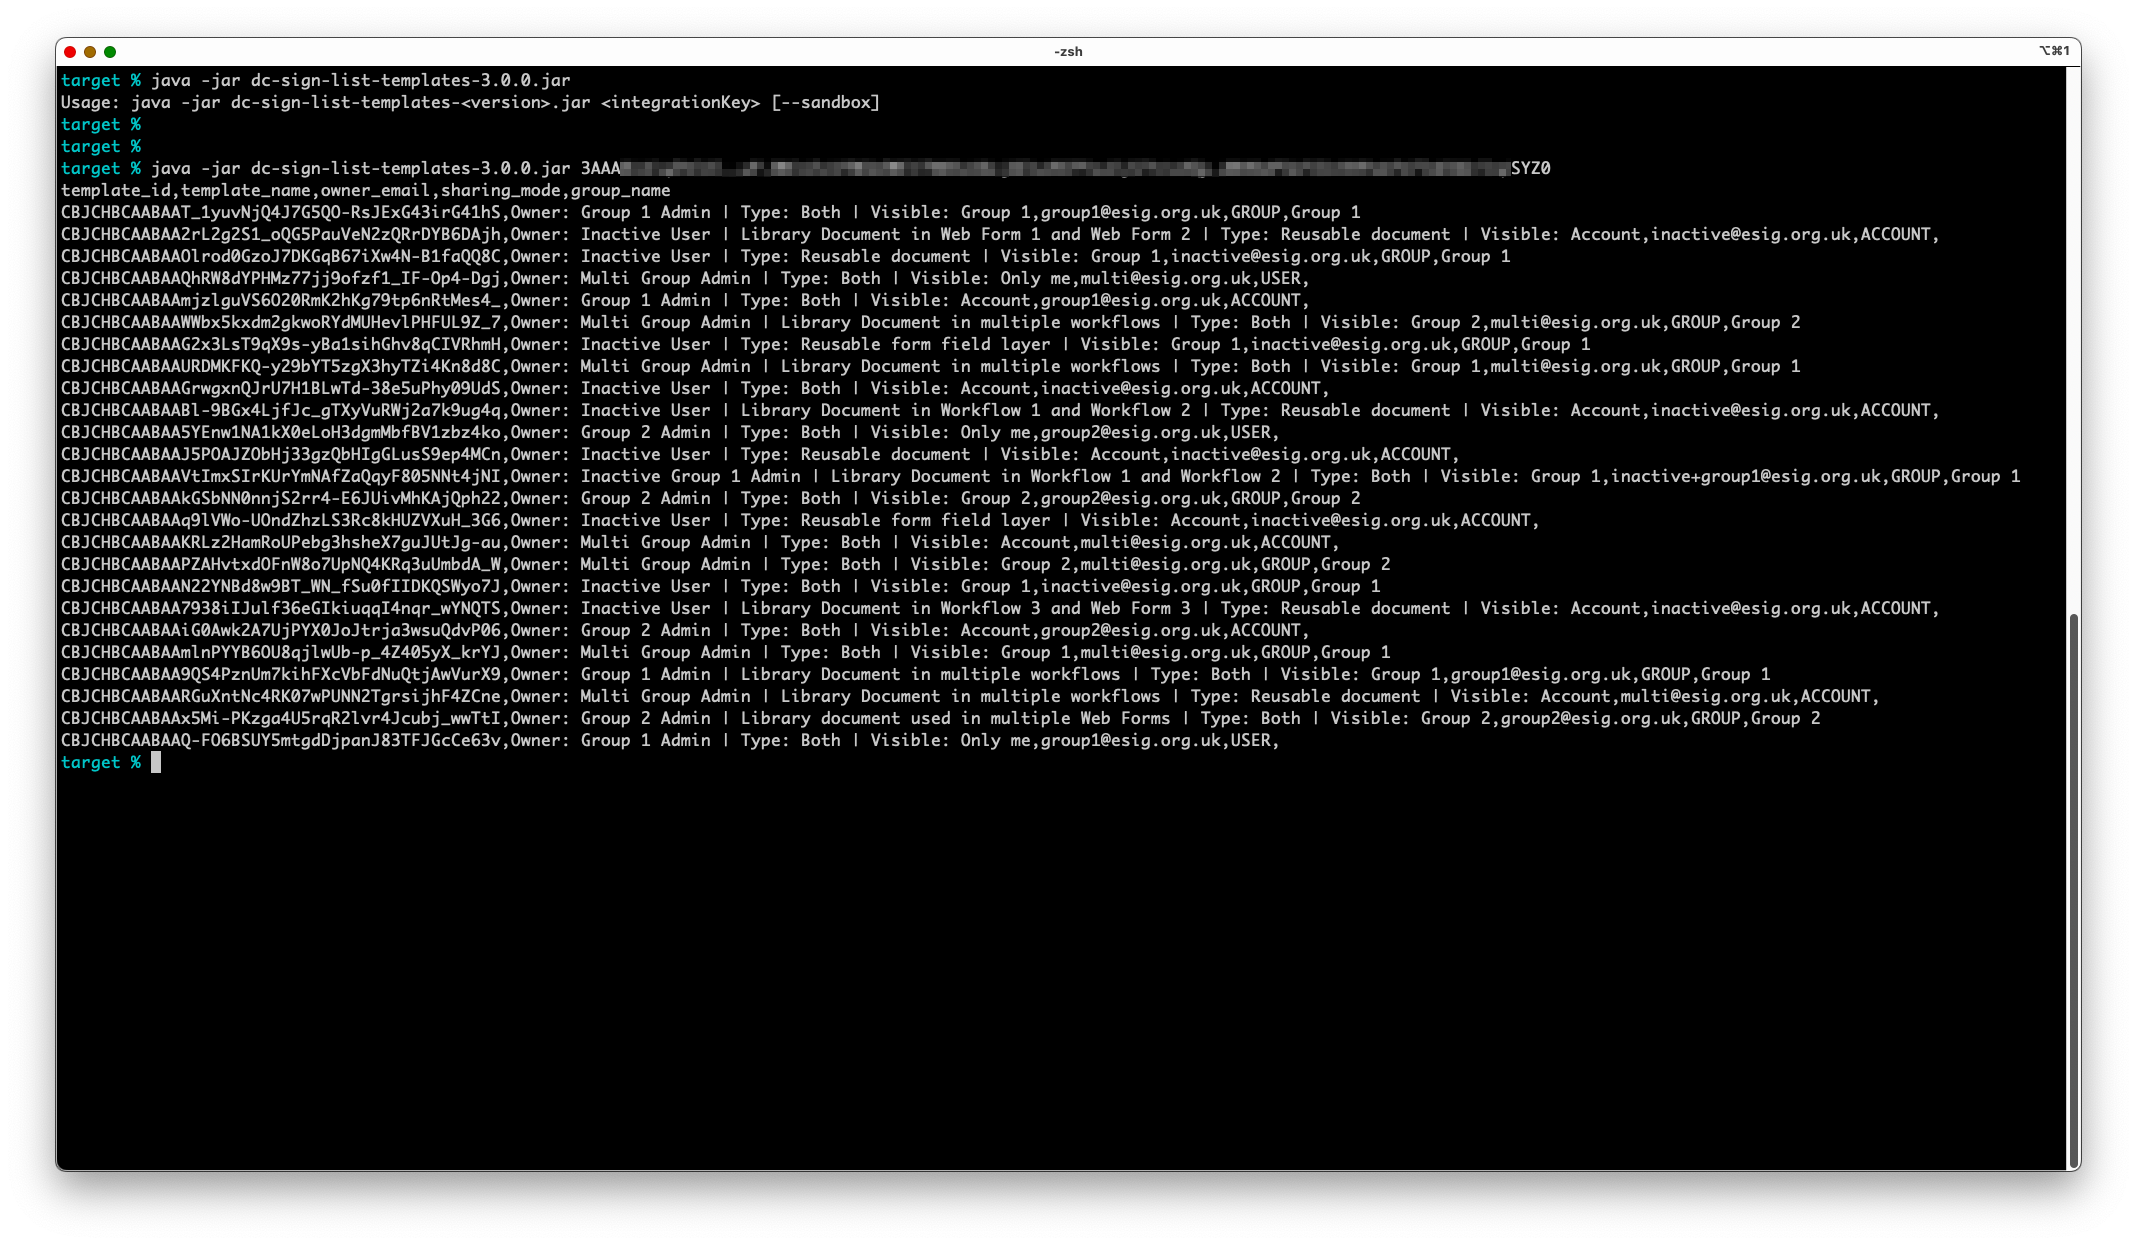 -zsh
⌥⌘1
target % java -jar dc-sign-list-templates-3.0.0.jar
Usage: java -jar dc-sign-list-templates-<version>.jar <integrationKey> [--sandbox]
target %
target %
target % java -jar dc-sign-list-templates-3.0.0.jar 3AAA SYZ0
template_id,template_name,owner_email,sharing_mode,group_name
CBJCHBCAABAAT_1yuvNjQ4J7G5QO-RsJExG43irG41hS,Owner: Group 1 Admin | Type: Both | Visible: Group 1,group1@esig.org.uk,GROUP,Group 1
CBJCHBCAABAA2rL2g2S1_oQG5PauVeN2zQRrDYB6DAjh,Owner: Inactive User | Library Document in Web Form 1 and Web Form 2 | Type: Reusable document | Visible: Account,inactive@esig.org.uk,ACCOUNT,
CBJCHBCAABAAOlrod0GzoJ7DKGqB67iXw4N-B1faQQ8C,Owner: Inactive User | Type: Reusable document | Visible: Group 1,inactive@esig.org.uk,GROUP,Group 1
CBJCHBCAABAAQhRW8dYPHMz77jj9ofzf1_IF-Op4-Dgj,Owner: Multi Group Admin | Type: Both | Visible: Only me,multi@esig.org.uk,USER,
CBJCHBCAABAAmjzlguVS6O20RmK2hKg79tp6nRtMes4_,Owner: Group 1 Admin | Type: Both | Visible: Account,group1@esig.org.uk,ACCOUNT,
CBJCHBCAABAAWWbx5kxdm2gkwoRYdMUHevlPHFUL9Z_7,Owner: Multi Group Admin | Library Document in multiple workflows | Type: Both | Visible: Group 2,multi@esig.org.uk,GROUP,Group 2
CBJCHBCAABAAG2x3LsT9qX9s-yBa1sihGhv8qCIVRhmH,Owner: Inactive User | Type: Reusable form field layer | Visible: Group 1,inactive@esig.org.uk,GROUP,Group 1
CBJCHBCAABAAURDMKFKQ-y29bYT5zgX3hyTZi4Kn8d8C,Owner: Multi Group Admin | Library Document in multiple workflows | Type: Both | Visible: Group 1,multi@esig.org.uk,GROUP,Group 1
CBJCHBCAABAAGrwgxnQJrU7H1BLwTd-38e5uPhy09UdS,Owner: Inactive User | Type: Both | Visible: Account,inactive@esig.org.uk,ACCOUNT,
CBJCHBCAABAABl-9BGx4LjfJc_gTXyVuRWj2a7k9ug4q,Owner: Inactive User | Library Document in Workflow 1 and Workflow 2 | Type: Reusable document | Visible: Account,inactive@esig.org.uk,ACCOUNT,
CBJCHBCAABAA5YEnw1NA1kX0eLoH3dgmMbfBV1zbz4ko,Owner: Group 2 Admin | Type: Both | Visible: Only me,group2@esig.org.uk,USER,
CBJCHBCAABAAJ5POAJZObHj33gzQbHIgGLusS9ep4MCn,Owner: Inactive User | Type: Reusable document | Visible: Account,inactive@esig.org.uk,ACCOUNT,
CBJCHBCAABAAVtImxSIrKUrYmNAfZaQqyF805NNt4jNI,Owner: Inactive Group 1 Admin | Library Document in Workflow 1 and Workflow 2 | Type: Both | Visible: Group 1,inactive+group1@esig.org.uk,GROUP,Group 1
CBJCHBCAABAAkGSbNN0nnjS2rr4-E6JUivMhKAjQph22,Owner: Group 2 Admin | Type: Both | Visible: Group 2,group2@esig.org.uk,GROUP,Group 2
CBJCHBCAABAAq9lVWo-UOndZhzLS3Rc8kHUZVXuH_3G6,Owner: Inactive User | Type: Reusable form field layer | Visible: Account,inactive@esig.org.uk,ACCOUNT,
CBJCHBCAABAAKRLz2HamRoUPebg3hsheX7guJUtJg-au,Owner: Multi Group Admin | Type: Both | Visible: Account,multi@esig.org.uk,ACCOUNT,
CBJCHBCAABAAPZAHvtxdOFnW8o7UpNQ4KRq3uUmbdA_W,Owner: Multi Group Admin | Type: Both | Visible: Group 2,multi@esig.org.uk,GROUP,Group 2
CBJCHBCAABAAN22YNBd8w9BT_WN_fSu0fIIDKQSWyo7J,Owner: Inactive User | Type: Both | Visible: Group 1,inactive@esig.org.uk,GROUP,Group 1
CBJCHBCAABAA7938iIJulf36eGIkiuqqI4nqr_wYNQTS,Owner: Inactive User | Library Document in Workflow 3 and Web Form 3 | Type: Reusable document | Visible: Account,inactive@esig.org.uk,ACCOUNT,
CBJCHBCAABAAiG0Awk2A7UjPYX0JoJtrja3wsuQdvP06,Owner: Group 2 Admin | Type: Both | Visible: Account,group2@esig.org.uk,ACCOUNT,
CBJCHBCAABAAmlnPYYB6OU8qjlwUb-p_4Z405yX_krYJ,Owner: Multi Group Admin | Type: Both | Visible: Group 1,multi@esig.org.uk,GROUP,Group 1
CBJCHBCAABAA9QS4PznUm7kihFXcVbFdNuQtjAwVurX9,Owner: Group 1 Admin | Library Document in multiple workflows | Type: Both | Visible: Group 1,group1@esig.org.uk,GROUP,Group 1
CBJCHBCAABAARGuXntNc4RK07wPUNN2TgrsijhF4ZCne,Owner: Multi Group Admin | Library Document in multiple workflows | Type: Reusable document | Visible: Account,multi@esig.org.uk,ACCOUNT,
CBJCHBCAABAAx5Mi-PKzga4U5rqR2lvr4Jcubj_wwTtI,Owner: Group 2 Admin | Library document used in multiple Web Forms | Type: Both | Visible: Group 2,group2@esig.org.uk,GROUP,Group 2
CBJCHBCAABAAQ-FO6BSUY5mtgdDjpanJ83TFJGcCe63v,Owner: Group 1 Admin | Type: Both | Visible: Only me,group1@esig.org.uk,USER,
target %